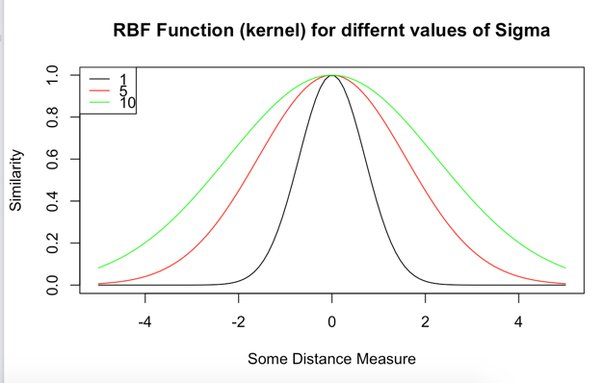 RBF Function (kernel) for differnt values of Sigma
1
5
10
Similarity
1.0
0.8
0.6
0.4
0.2
0.0
-4 -2 0 2 4
Some Distance Measure